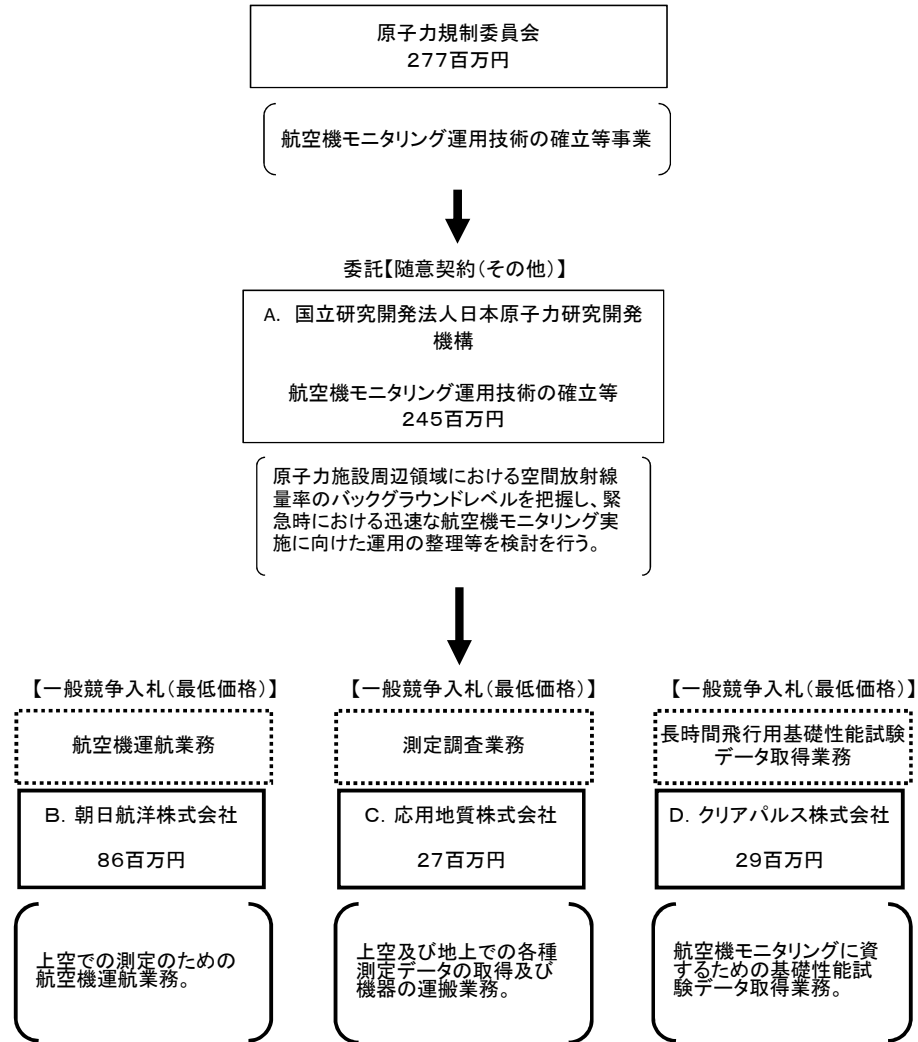 原子力規制委員会
277百万円
航空機モニタリング運用技術の確立等事業
委託【随意契約(その他)】
A. 国立研究開発法人日本原子力研究開発
機構
航空機モニタリング運用技術の確立等
245百万円
原子力施設周辺領域における空間放射線
量率のバックグラウンドレベルを把握し、緊
急時における迅速な航空機モニタリング実
施に向けた運用の整理等を検討を行う。
【一般競争入札(最低価格)】
航空機運航業務
B. 朝日航洋株式会社
86百万円
上空での測定のための
航空機運航業務。
【一般競争入札(最低価格)】
測定調査業務
C. 応用地質株式会社
27百万円
上空及び地上での各種
測定データの取得及び
機器の運搬業務。
【一般競争入札(最低価格)】
長時間飛行用基礎性能試験
データ取得業務
D. クリアパルス株式会社
29百万円
航空機モニタリングに資
するための基礎性能試
験データ取得業務。